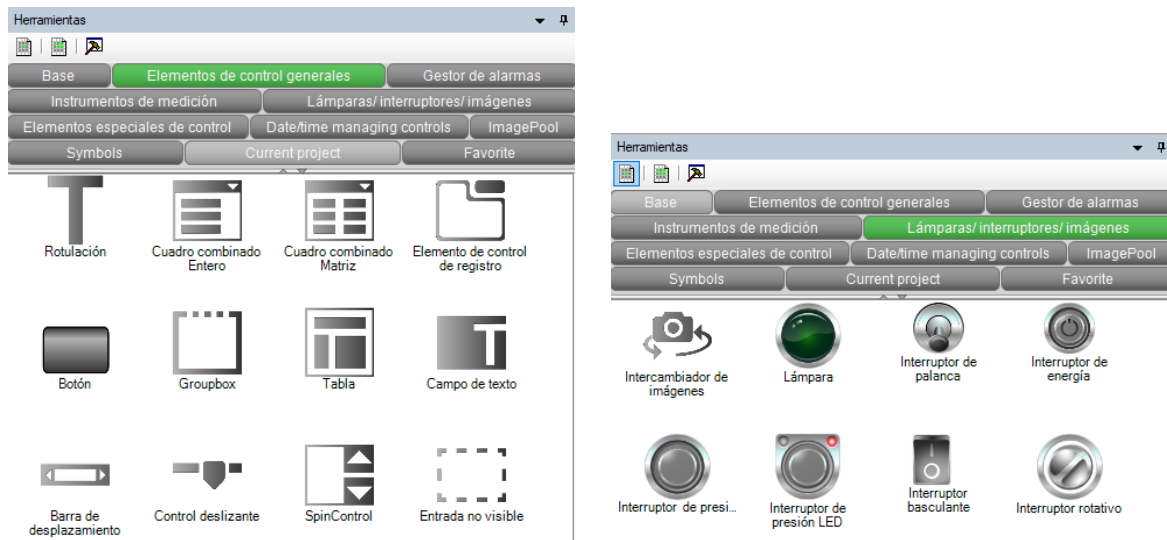 Herramientas
Base
Elementos de control generales
Gestor de alarmas
Instrumentos de medición
Lámparas/ interruptores/ imágenes
Elementos especiales de control
Date/time managing controls
ImagePool
Symbols
Current project
Favorite
Rotulación
Cuadro combinado
Entero
Cuadro combinado
Matriz
Elemento de control
de registro
Botón
Groupbox
Tabla
Campo de texto
Barra de
desplazamiento
Control deslizante
SpinControl
Entrada no visible
Herramientas
Base
Elementos de control generales
Gestor de alarmas
Instrumentos de medición
Lámparas/ interruptores/ imágenes
Elementos especiales de control
Date/time managing controls
ImagePool
Symbols
Current project
Favorite
Intercambiador de
imágenes
Lámpara
Interruptor de
palanca
Interruptor de
energía
Interruptor de presi...
Interruptor de
presión LED
Interruptor
basculante
Interruptor rotativo